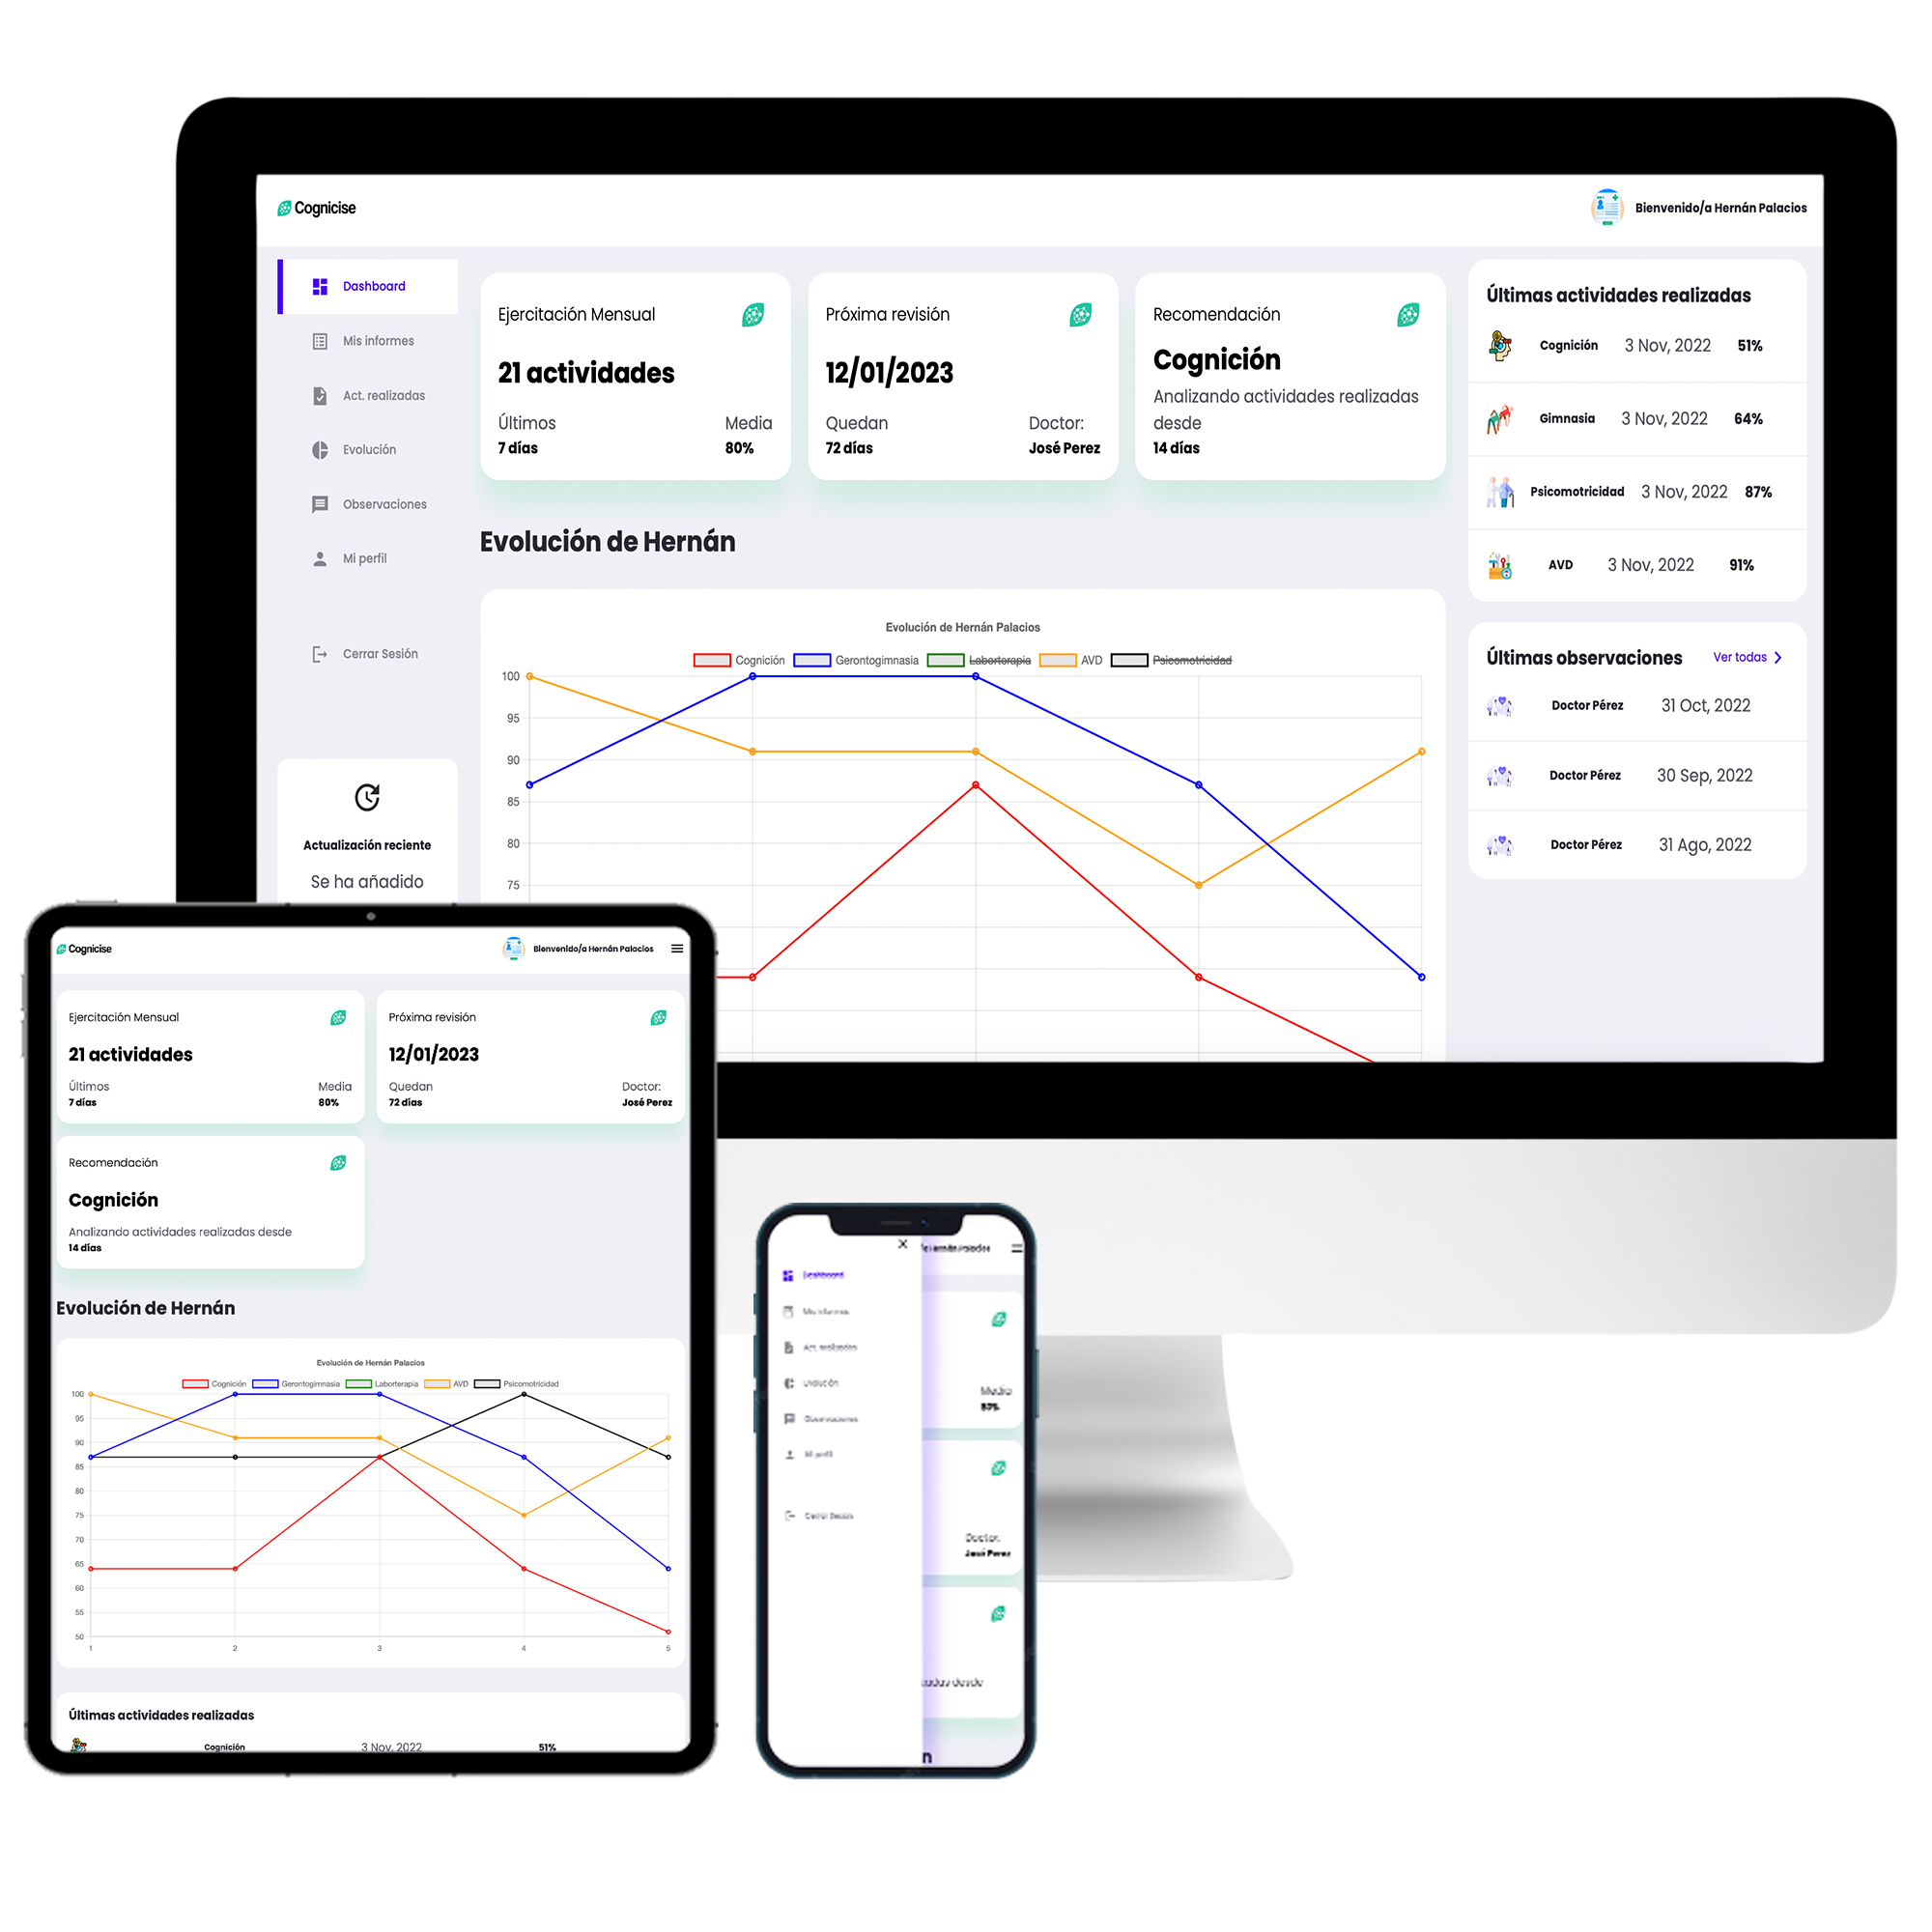 Cognicise
Bienvenido/a Hernán Palacios
Dashboard
Mis informes
Act. realizadas
Evolución
Observaciones
Mi perfil
Cerrar Sesión
Actualización reciente
Se ha añadido
Ejercitación Mensual
21 actividades
Últimos
7 días
Media
80%
Próxima revisión
12/01/2023
Quedan
72 días
Doctor:
José Perez
Recomendación
Cognición
Analizando actividades realizadas
desde
14 días
Evolución de Hernán
Evolución de Hernán Palacios
Cognición Gerontogimnasia Laborterapia AVD Psicomotricidad
100
95
90
85
80
75
Últimas actividades realizadas
Cognición 3 Nov, 2022 51%
Gimnasia 3 Nov, 2022 64%
Psicomotricidad 3 Nov, 2022 87%
AVD 3 Nov, 2022 91%
Últimas observaciones Ver todas
Doctor Pérez 31 Oct, 2022
Doctor Pérez 30 Sep, 2022
Doctor Pérez 31 Ago, 2022
Cognicise
Bienvenido/a Hernán Palacios
Ejercitación Mensual
21 actividades
Últimos
7 días
Media
80%
Próxima revisión
12/01/2023
Quedan
72 días
Doctor:
José Perez
Recomendación
Cognición
Analizando actividades realizadas desde
14 días
Evolución de Hernán
Evolución de Hernán Palacios
Cognición Gerontogimnasia Laborterapia AVD Psicomotricidad
100
95
90
85
80
75
70
65
60
55
50
1 2 3 4 5
Últimas actividades realizadas
Cognición 3 Nov, 2022 51%
Hernán Palacios
Dashboard
Mis informes
Act. realizadas
Evolución
Observaciones
Mi perfil
Cerrar Sesión
Media
80%
Doctor:
José Perez
desde
n